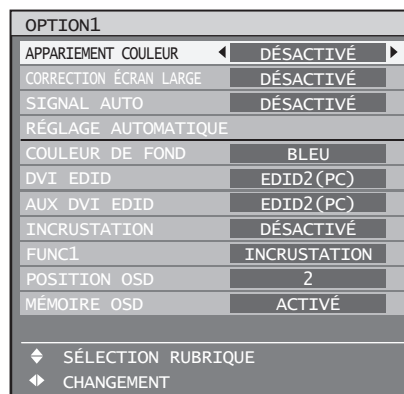 OPTION1
APPARIEMENT COULEUR DÉSACTIVÉ
CORRECTION ÉCRAN LARGE DÉSACTIVÉ
SIGNAL AUTO DÉSACTIVÉ
RÉGLAGE AUTOMATIQUE
COULEUR DE FOND BLEU
DVI EDID EDID2(PC)
AUX DVI EDID EDID2(PC)
INCRUSTATION DÉSACTIVÉ
FUNC1 INCRUSTATION
POSITION OSD 2
MÉMOIRE OSD ACTIVÉ
SÉLECTION RUBRIQUE
CHANGEMENT